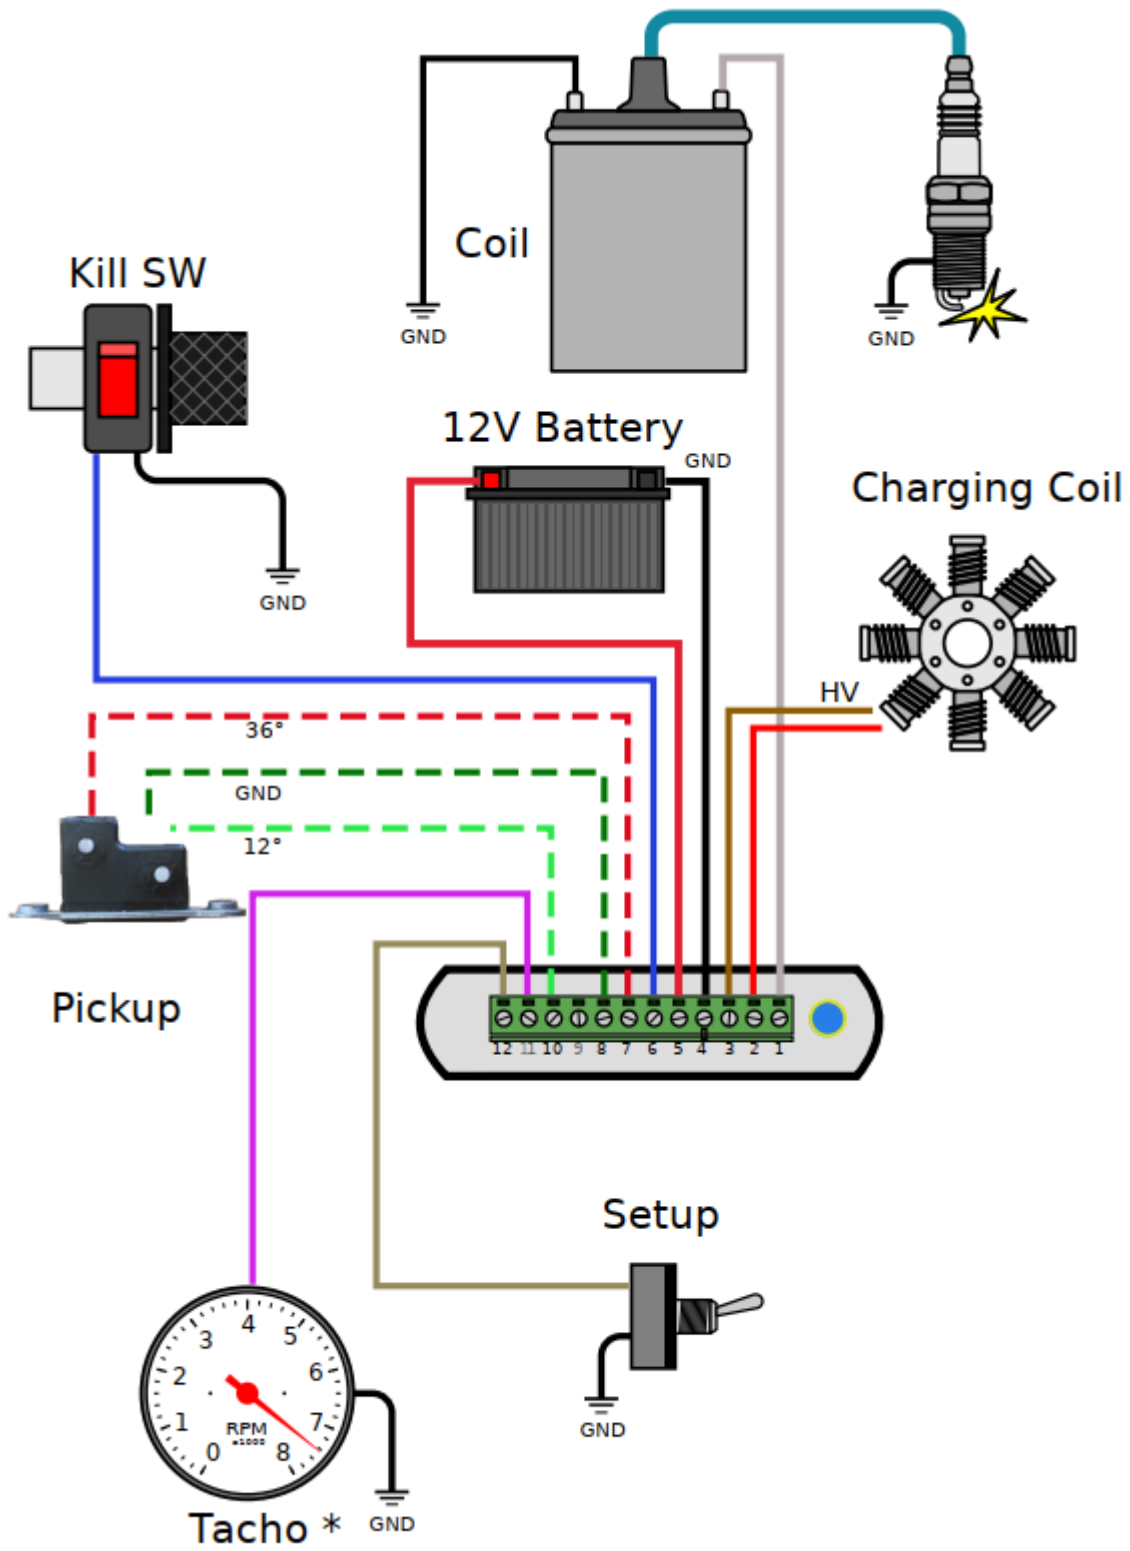 Coil
GND
GND
Kill SW
GND
12V Battery
GND
Charging Coil
HV
36°
GND
12°
Pickup
12 11 10 9 8 7 6 5 4 3 2 1
Setup
GND
0 1 2 3 4 5 6 7 8
RPM
Tacho *
GND